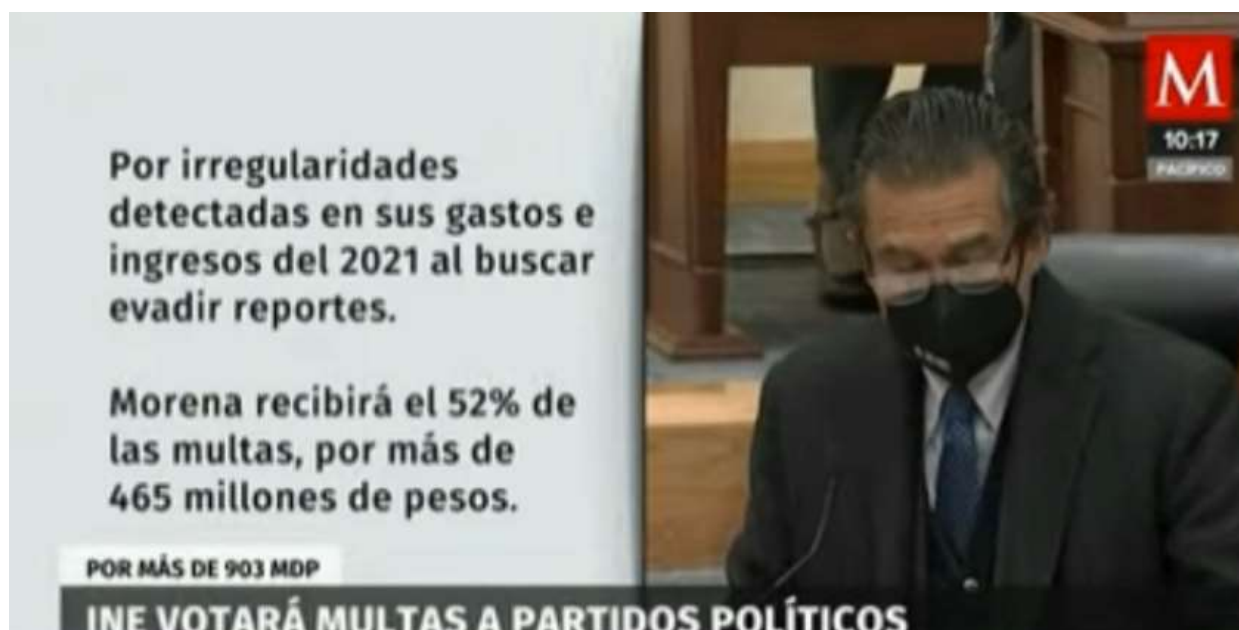 Por irregularidades
detectadas en sus gastos e
ingresos del 2021 al buscar
evadir reportes.
Morena recibirá el 52% de
las multas, por más de
465 millones de pesos.
POR MÁS DE 903 MDP
INE VOTARÁ MULTAS A PARTIDOS POLÍTICOS
M
10:17
PACÍFICO